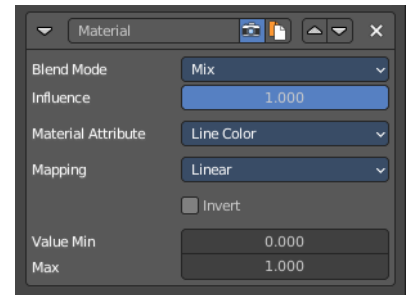 Material
Blend Mode Mix
Influence 1.000
Material Attribute Line Color
Mapping Linear
Invert
Value Min 0.000
Max 1.000